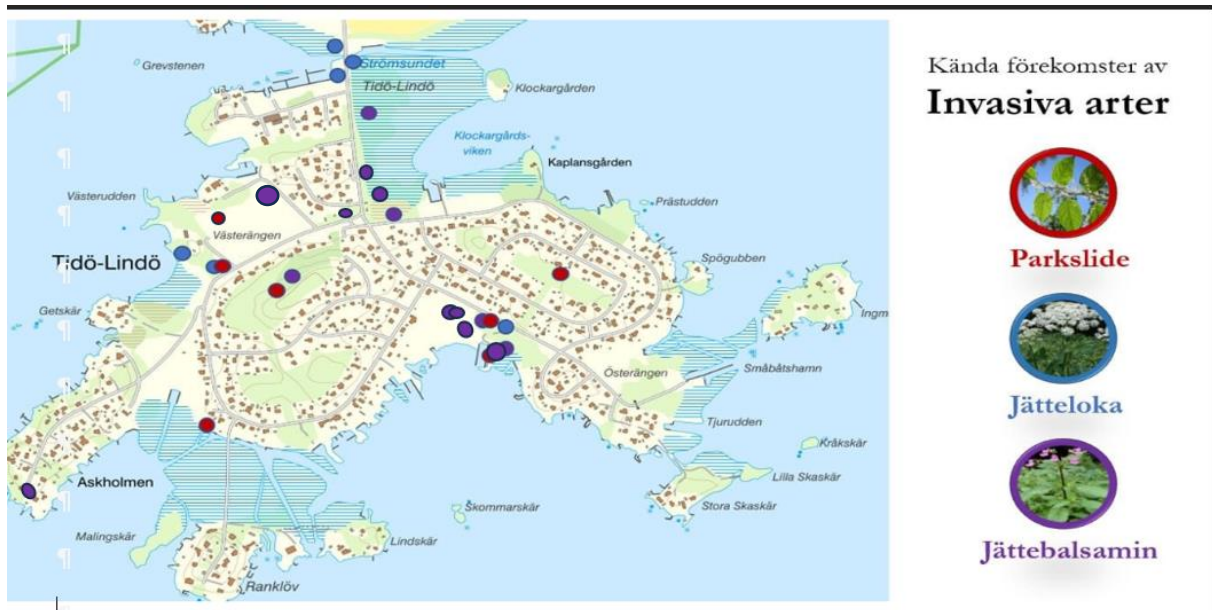 Grevstenen
Strömsundet
Tidö-Lindö
Klockargården
Klockargårds-
viken
Kaplansgården
Västerudden
Prästudden
Västerängen
Tidö-Lindö
Spögubben
Getskär
Ingm
Österängen
Småbåtshamn
Tjurudden
Kråkskär
Askholmen
Lilla Skaskär
Skommarskär
Stora Skaskär
Malingskär
Lindskär
Ranklöv
Kända förekomster av
Invasiva arter
Parkslide
Jätteloka
Jättebalsamin